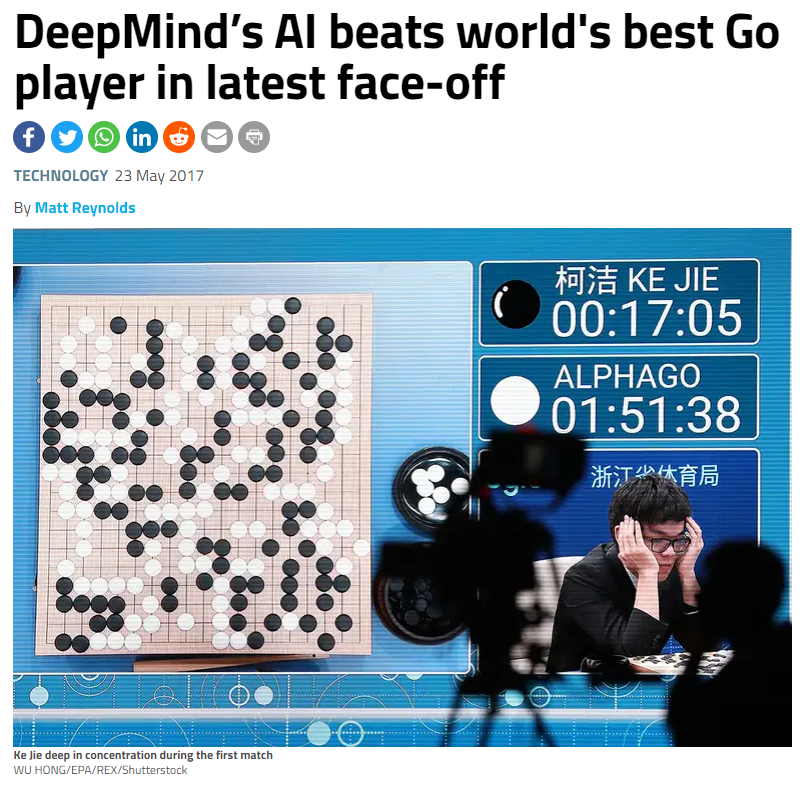 DeepMind’s AI beats world's best Go
player in latest face-off
TECHNOLOGY 23 May 2017
By Matt Reynolds
柯洁 KE JIE
00:17:05
ALPHAGO
01:51:38
浙江省体育局
Ke Jie deep in concentration during the first match
WU HONG/EPA/REX/Shutterstock